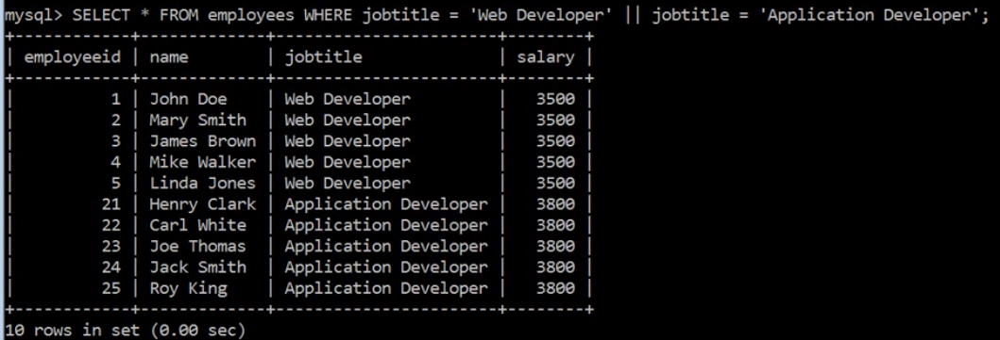 mysql> SELECT * FROM employees WHERE jobtitle = 'Web Developer' || jobtitle = 'Application Developer';
+------------+-------------+-----------------------+--------+
| employeeid | name        | jobtitle              | salary |
+------------+-------------+-----------------------+--------+
|          1 | John Doe    | Web Developer         |   3500 |
|          2 | Mary Smith  | Web Developer         |   3500 |
|          3 | James Brown | Web Developer         |   3500 |
|          4 | Mike Walker | Web Developer         |   3500 |
|          5 | Linda Jones | Web Developer         |   3500 |
|         21 | Henry Clark | Application Developer |   3800 |
|         22 | Carl White  | Application Developer |   3800 |
|         23 | Joe Thomas  | Application Developer |   3800 |
|         24 | Jack Smith  | Application Developer |   3800 |
|         25 | Roy King    | Application Developer |   3800 |
+------------+-------------+-----------------------+--------+
10 rows in set (0.00 sec)